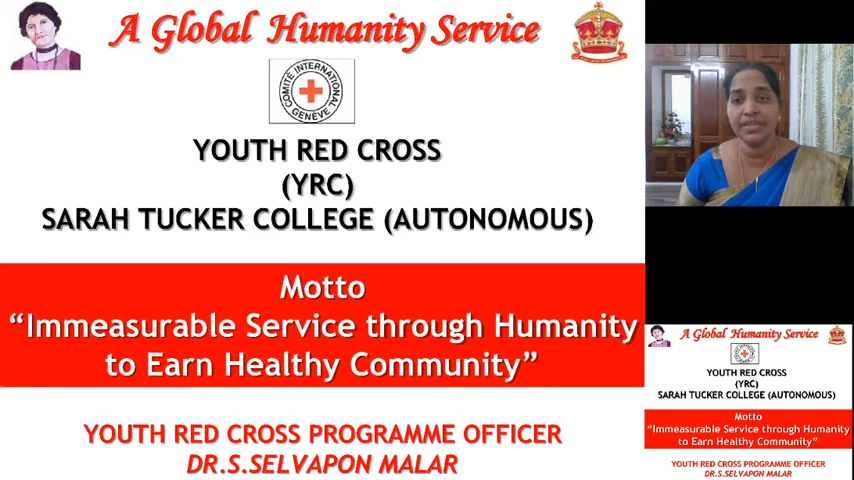 A Global Humanity Service
COMITÉ INTERNATIONAL
GENEVE
YOUTH RED CROSS
(YRC)
SARAH TUCKER COLLEGE (AUTONOMOUS)
Motto
“Immeasurable Service through Humanity
to Earn Healthy Community”
YOUTH RED CROSS PROGRAMME OFFICER
DR.S.SELVAPON MALAR
A Global Humanity Service
YOUTH RED CROSS
(YRC)
SARAH TUCKER COLLEGE (AUTONOMOUS)
Motto
“Immeasurable Service through Humanity
to Earn Healthy Community”
YOUTH RED CROSS PROGRAMME OFFICER
DR.S.SELVAPON MALAR